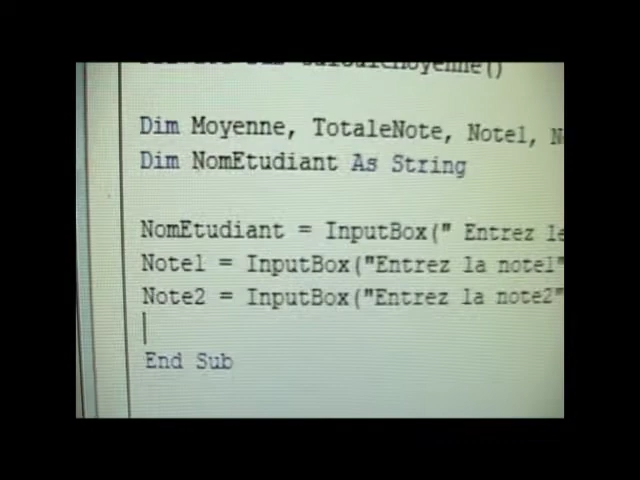 Dim Moyenne, TotaleNote, Note1,
Dim NomEtudiant As String
NomEtudiant = InputBox(" Entrez
Note1 = InputBox("Entrez la note1"
Note2 = InputBox("Entrez la note2"
End Sub